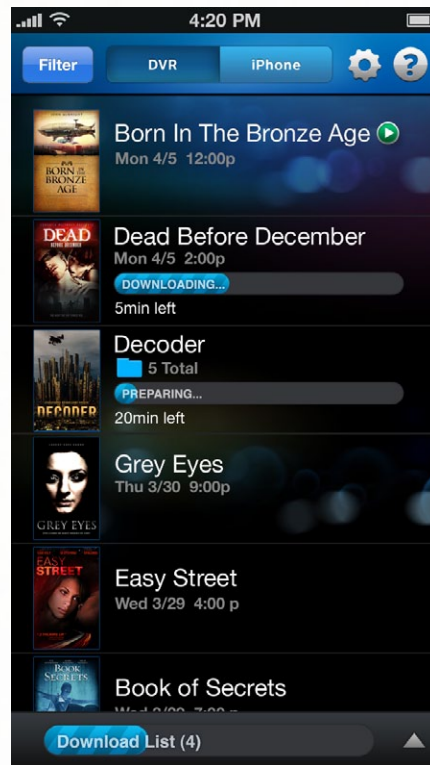 4:20 PM
Filter
DVR
iPhone
?
Born In The Bronze Age
Mon 4/5 12:00p
BORN IN
THE
BRONZE
AGE
DEAD
BEFORE DECEMBER
Dead Before December
Mon 4/5 2:00p
DOWNLOADING...
5min left
DECODER
Decoder
5 Total
PREPARING...
20min left
GREY EYES
Grey Eyes
Thu 3/30 9:00p
EASY
STREET
Easy Street
Wed 3/29 4:00 p
BOOK
OF
SECRETS
Book of Secrets
Download List (4)